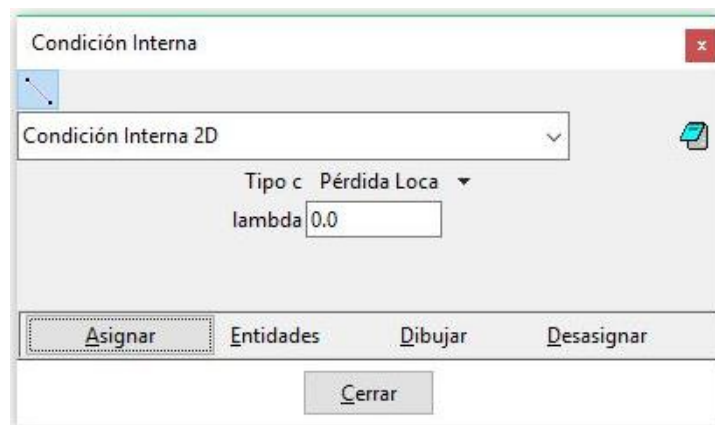 Condición Interna
x
Condición Interna 2D
Tipo c Pérdida Loca
lambda 0.0
Asignar Entidades Dibujar Desasignar
Cerrar